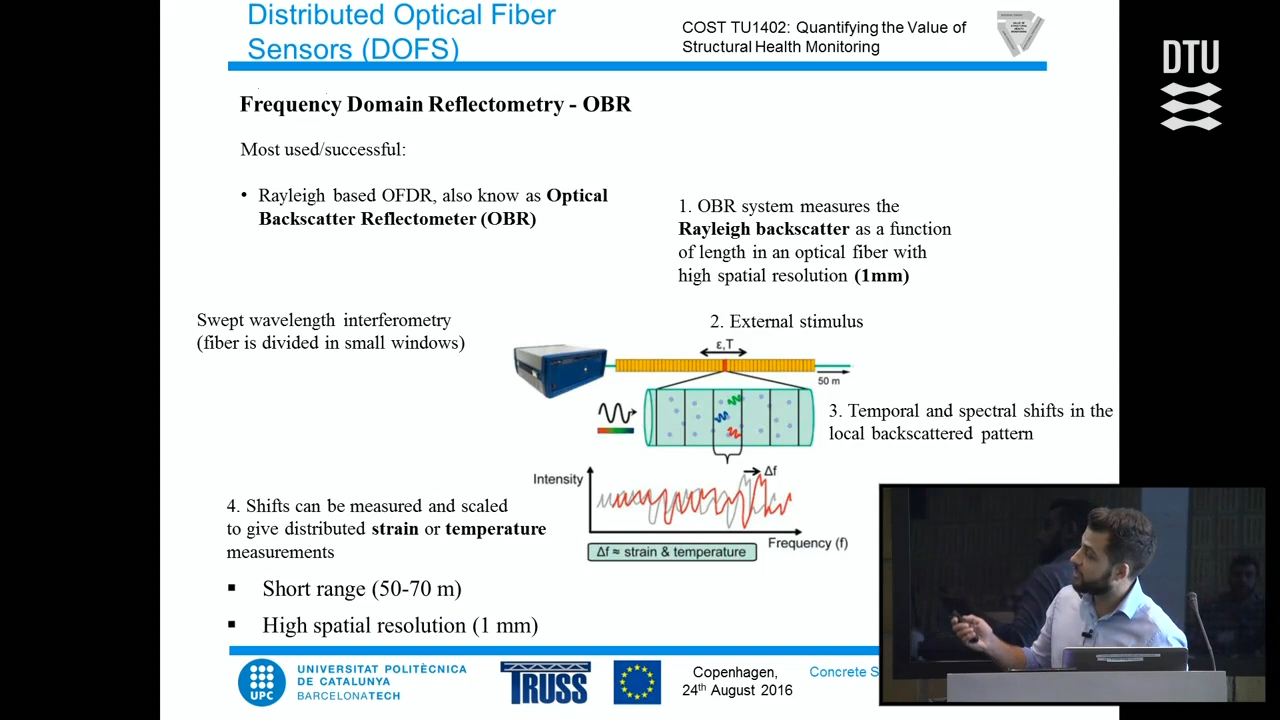 Distributed Optical Fiber
Sensors (DOFS)
COST TU1402: Quantifying the Value of
Structural Health Monitoring
DTU
Frequency Domain Reflectometry - OBR
Most used/successful:
• Rayleigh based OFDR, also know as Optical
Backscatter Reflectometer (OBR)
1. OBR system measures the
Rayleigh backscatter as a function
of length in an optical fiber with
high spatial resolution (1mm)
Swept wavelength interferometry
(fiber is divided in small windows)
2. External stimulus
ε,T
50 m
3. Temporal and spectral shifts in the
local backscattered pattern
Δf
Intensity
Frequency (f)
Δf ≈ strain & temperature
4. Shifts can be measured and scaled
to give distributed strain or temperature
measurements
▪ Short range (50-70 m)
▪ High spatial resolution (1 mm)
UPC
UNIVERSITAT POLITÈCNICA
DE CATALUNYA
BARCELONATECH
TRUSS
Copenhagen,
24th August 2016
Concrete S